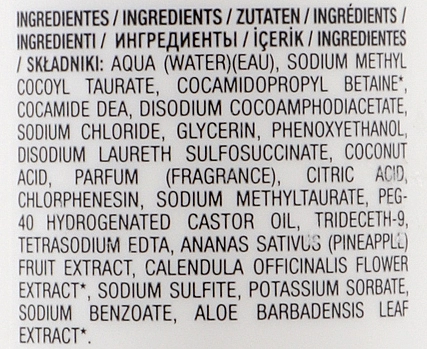 INGREDIENTES / INGREDIENTS / ZUTATEN / INGRÉDIENTS /
INGREDIENTI / ИНГРЕДИЕНТЫ / İÇERİK / INGREDIENTES
/ SKŁADNIKI: AQUA (WATER)(EAU), SODIUM METHYL
COCOYL TAURATE, COCAMIDOPROPYL BETAINE*,
COCAMIDE DEA, DISODIUM COCOAMPHODIACETATE,
SODIUM CHLORIDE, GLYCERIN, PHENOXYETHANOL,
DISODIUM LAURETH SULFOSUCCINATE, COCONUT
ACID, PARFUM (FRAGRANCE), CITRIC ACID,
CHLORPHENESIN, SODIUM METHYLTAURATE, PEG-
40 HYDROGENATED CASTOR OIL, TRIDECETH-9,
TETRASODIUM EDTA, ANANAS SATIVUS (PINEAPPLE)
FRUIT EXTRACT, CALENDULA OFFICINALIS FLOWER
EXTRACT*, SODIUM SULFITE, POTASSIUM SORBATE,
SODIUM BENZOATE, ALOE BARBADENSIS LEAF
EXTRACT*.